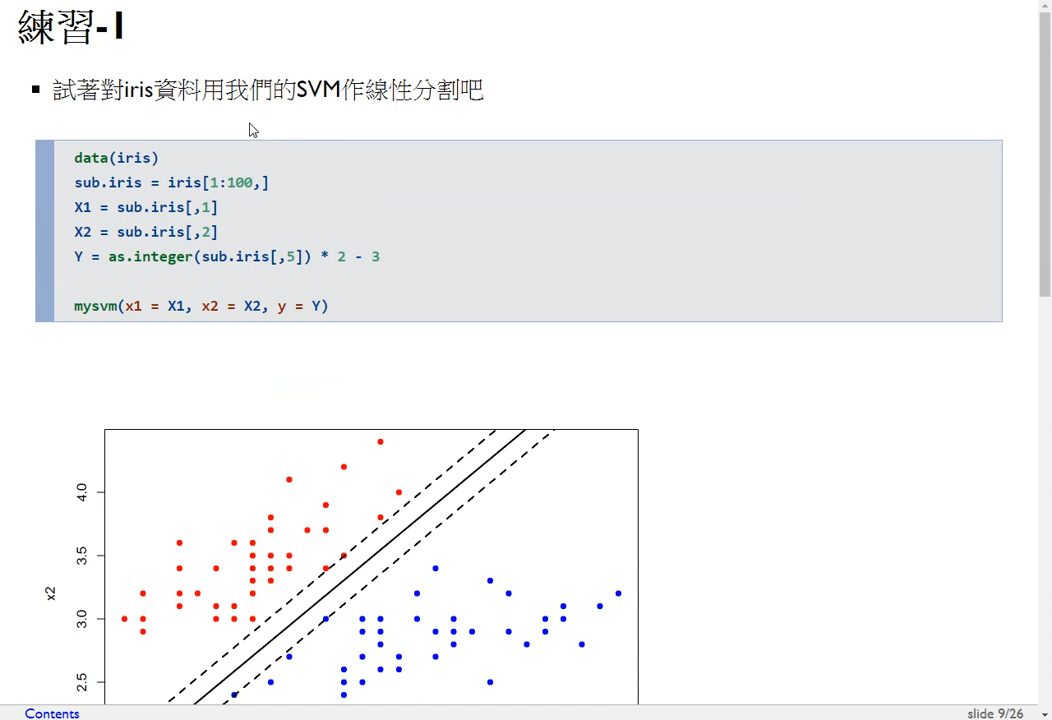 練習-1
試著對iris資料用我們的SVM作線性分割吧
data(iris)
sub.iris = iris[1:100,]
X1 = sub.iris[,1]
X2 = sub.iris[,2]
Y = as.integer(sub.iris[,5]) * 2 - 3
mysvm(x1 = X1, x2 = X2, y = Y)
4.0
3.5
x2
3.0
2.5
Contents
slide 9/26